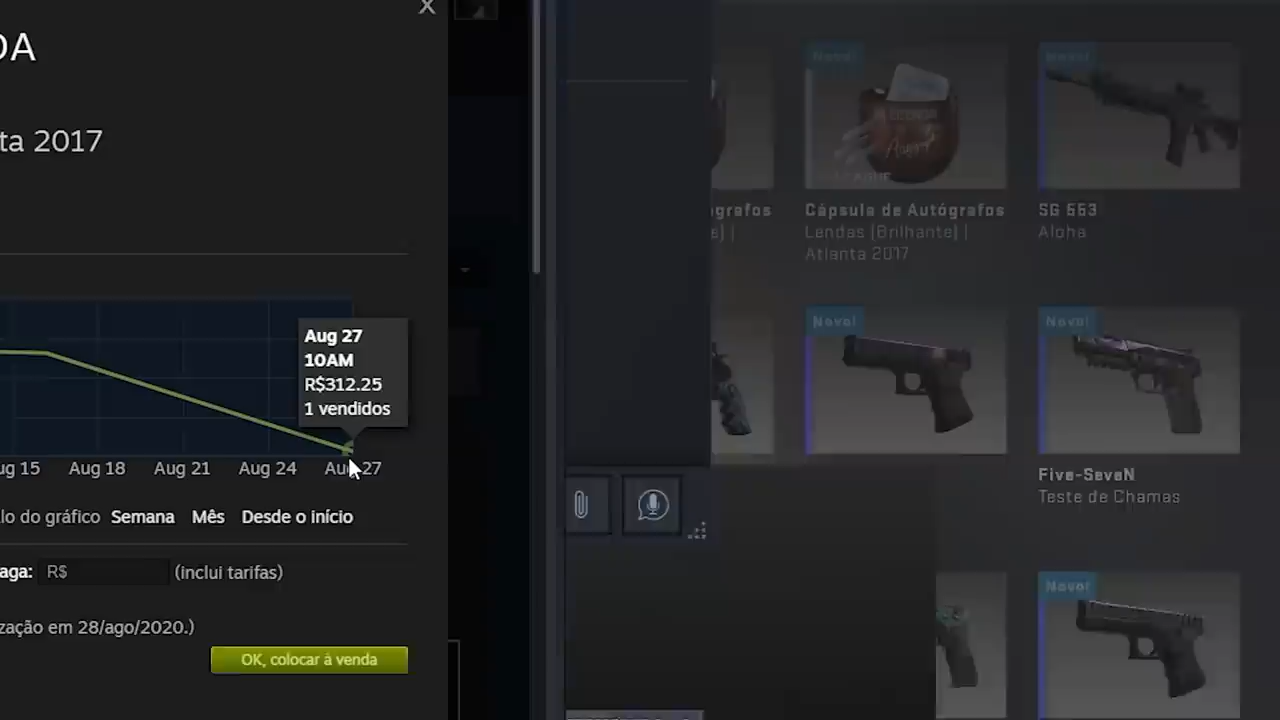 X
DA
ta 2017
Aug 27
10AM
R$312.25
1 vendidos
ug 15
Aug 18
Aug 21
Aug 24
Aug 27
lo do gráfico
Semana
Mês
Desde o início
aga:
R$
(inclui tarifas)
zação em 28/ago/2020.)
OK, colocar à venda
Novo!
Novo!
ágrafos
s) |
Cápsula de Autógrafos
Lendas (Brilhante) |
Atlanta 2017
SG 553
Aloha
Novo!
Novo!
Five-SeveN
Teste de Chamas
Novo!